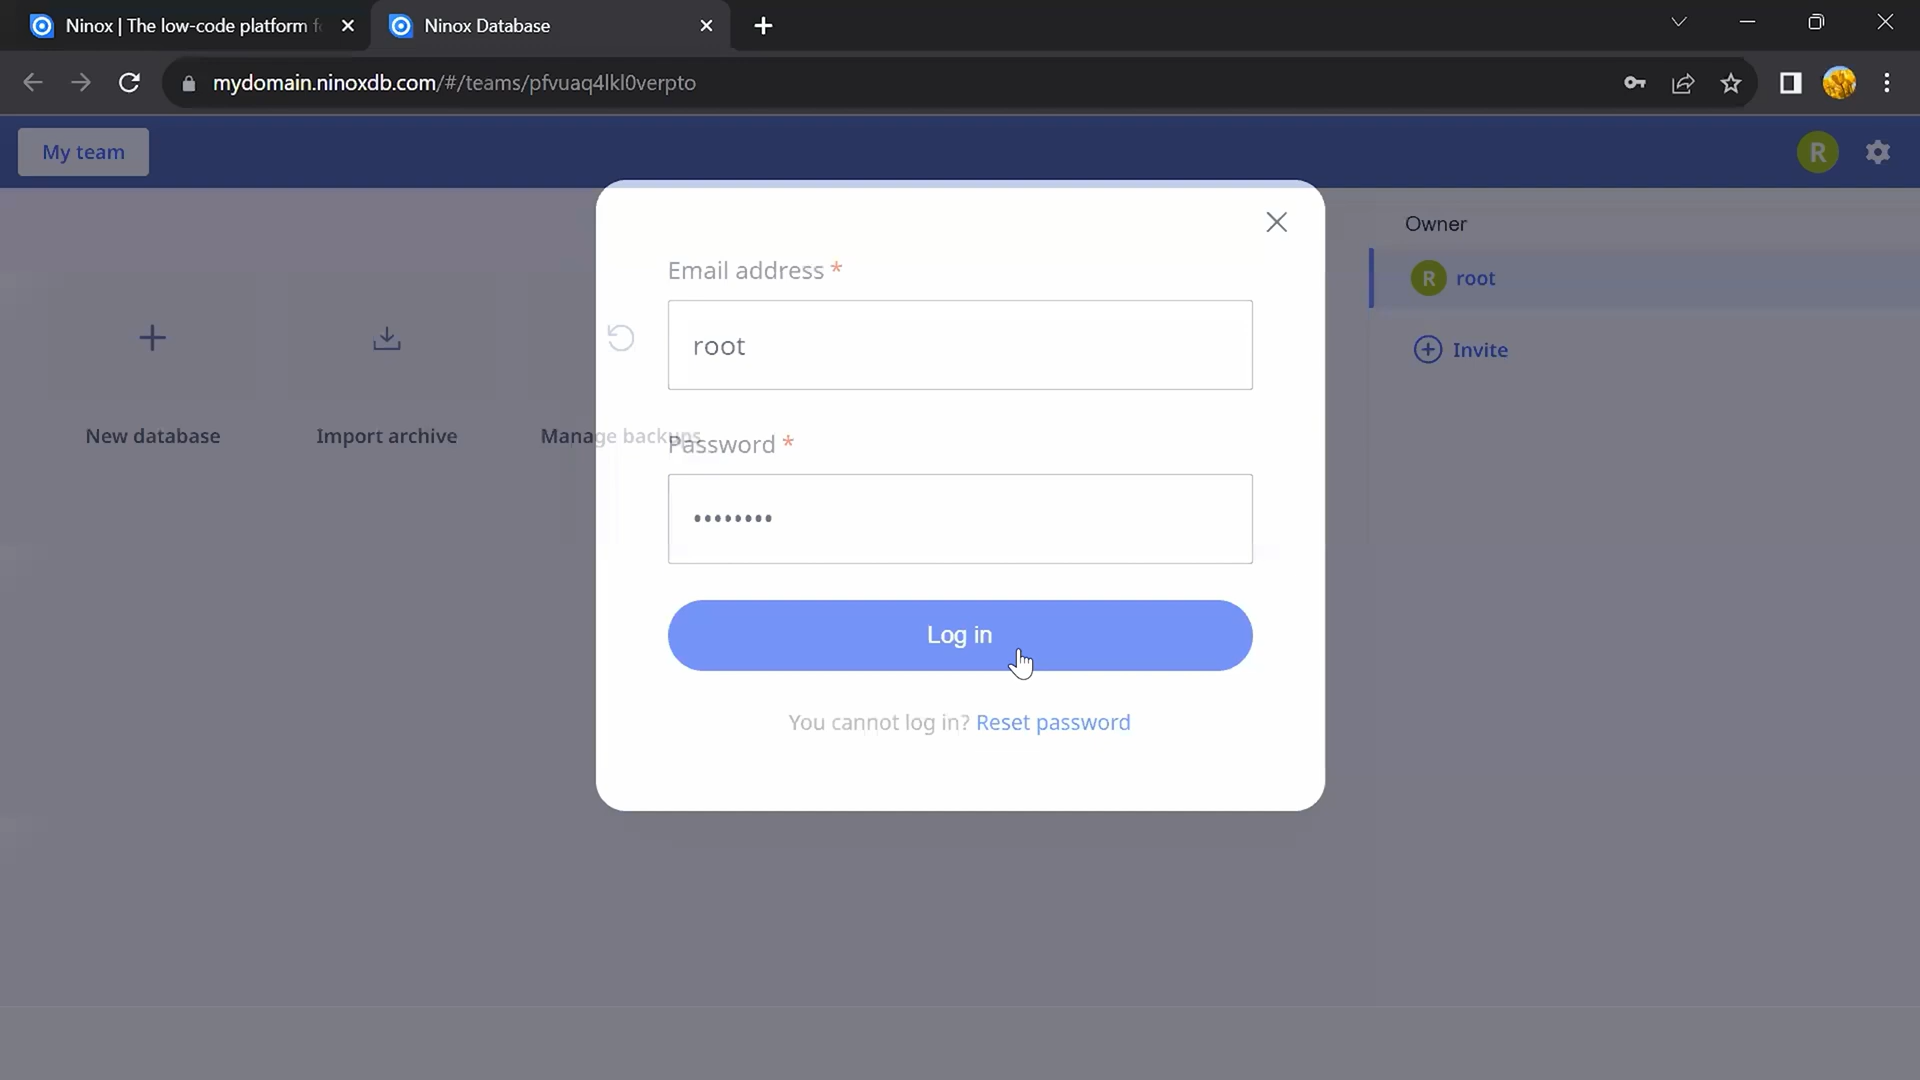 Ninox | The low-code platform f
Ninox Database
mydomain.ninoxdb.com/#/teams/pfvuaq4lkl0verpto
My team
R
Owner
R root
Invite
New database
Import archive
Manage backups
Email address *
root
Password *
••••••••
Log in
You cannot log in? Reset password